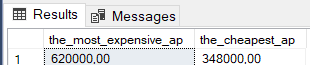 Results Messages
the_most_expensive_ap the_cheapest_ap
1 620000,00 348000,00